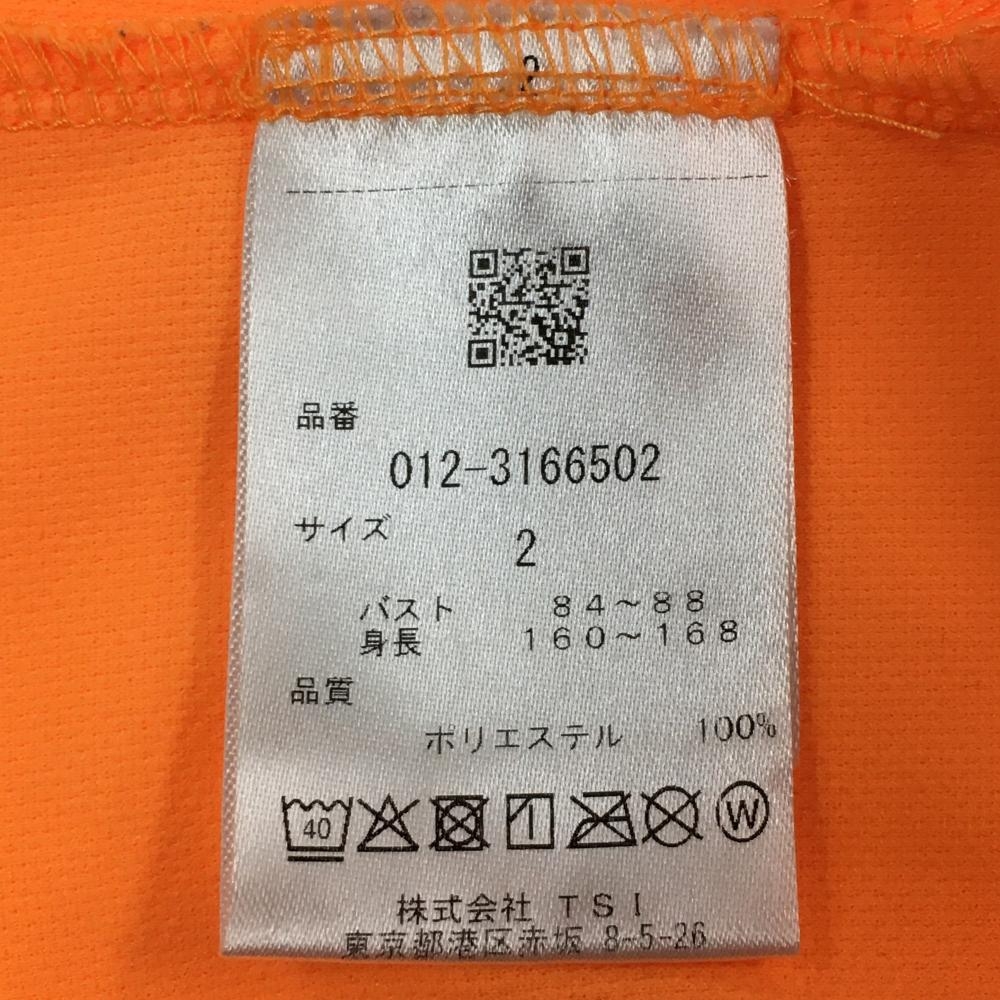 2
品番
012-3166502
サイズ 2
バスト 84～88
身長 160～168
品質
ポリエステル 100%
40 W
株式会社 TSI
東京都港区赤坂 8-5-26